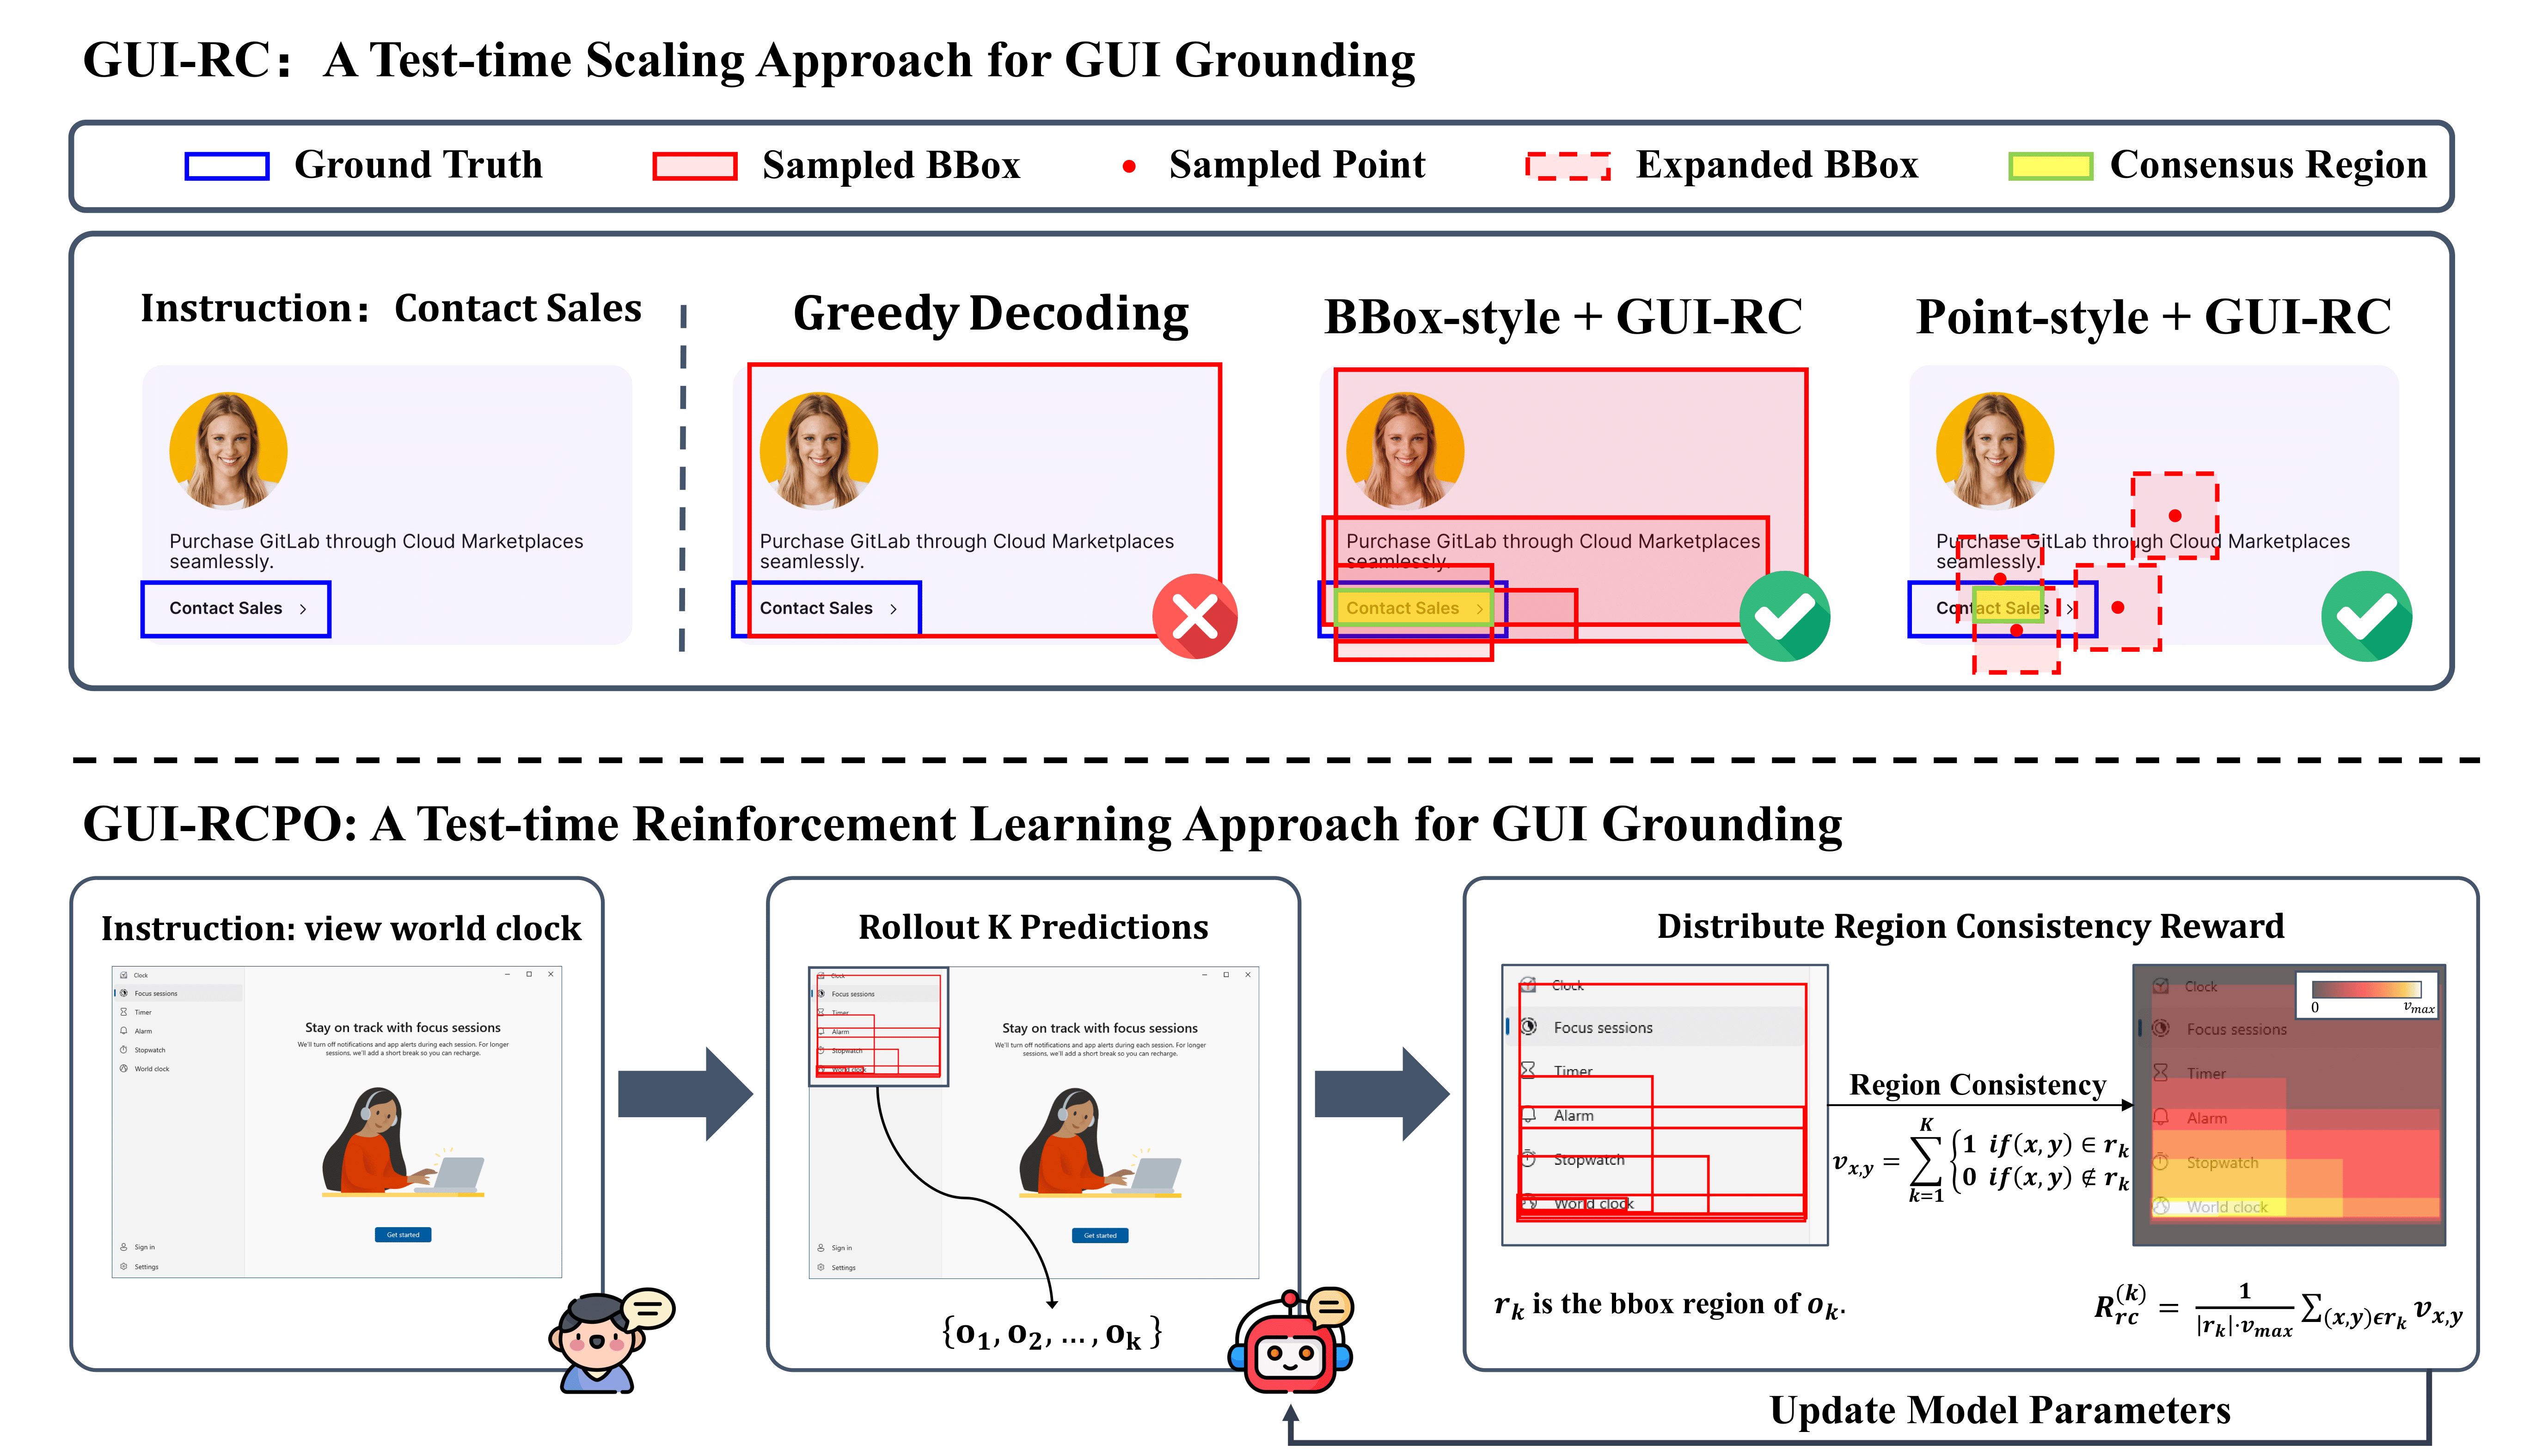 GUI-RC：A Test-time Scaling Approach for GUI Grounding
Ground Truth
Sampled BBox
Sampled Point
Expanded BBox
Consensus Region
Instruction：Contact Sales
Greedy Decoding
BBox-style + GUI-RC
Point-style + GUI-RC
Purchase GitLab through Cloud Marketplaces
seamlessly.
Contact Sales
Purchase GitLab through Cloud Marketplaces
seamlessly.
Contact Sales
Purchase GitLab through Cloud Marketplaces
seamlessly.
Contact Sales
Purchase GitLab through Cloud Marketplaces
seamlessly.
Contact Sales
GUI-RCPO: A Test-time Reinforcement Learning Approach for GUI Grounding
Instruction: view world clock
Clock
Focus sessions
Timer
Alarm
Stopwatch
World clock
Stay on track with focus sessions
We'll turn off notifications and app alerts during each session. For longer
sessions, we'll add a short break so you can recharge.
Get started
Sign in
Settings
Rollout K Predictions
Clock
Focus sessions
Timer
Alarm
Stopwatch
World clock
Stay on track with focus sessions
We'll turn off notifications and app alerts during each session. For longer
sessions, we'll add a short break so you can recharge.
Get started
Sign in
Settings
{o₁, o₂, ..., oₖ}
Distribute Region Consistency Reward
Clock
Focus sessions
Timer
Alarm
Stopwatch
World clock
Region Consistency
v_{x,y} = \sum_{k=1}^{K} \begin{cases} 1 & if(x, y) ∈ r_k \\ 0 & if(x, y) ∉ r_k \end{cases}
0 v_{max}
Clock
Focus sessions
Timer
Alarm
Stopwatch
World clock
r_k is the bbox region of o_k.
R_{rc}^{(k)} = \frac{1}{|r_k|·v_{max}} \sum_{(x,y)ϵr_k} v_{x,y}
Update Model Parameters